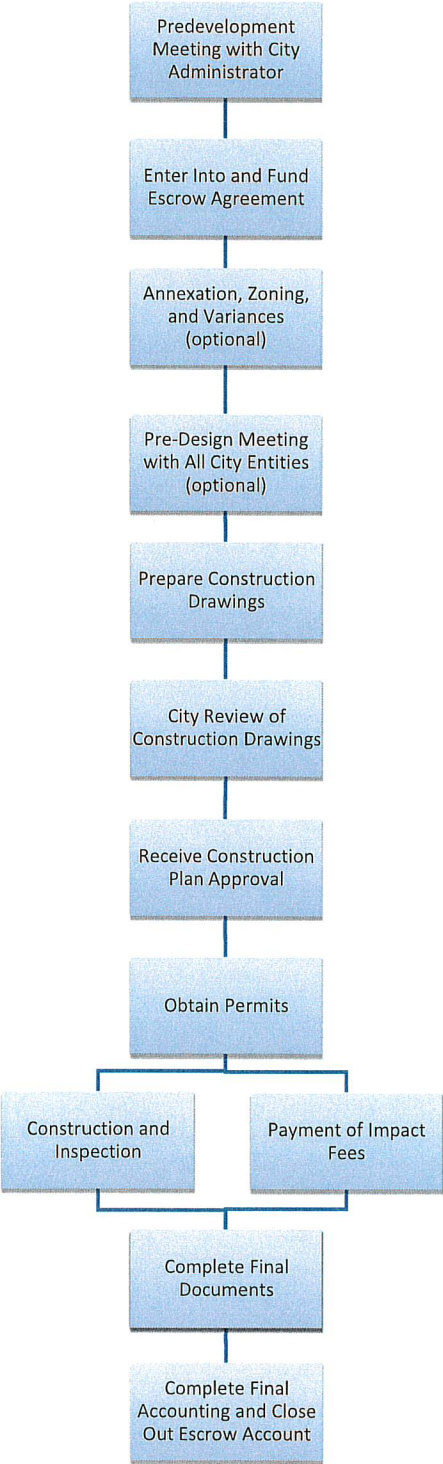 Predevelopment
Meeting with City
Administrator
Enter Into and Fund
Escrow Agreement
Annexation, Zoning,
and Variances
(optional)
Pre-Design Meeting
with All City Entities
(optional)
Prepare Construction
Drawings
City Review of
Construction Drawings
Receive Construction
Plan Approval
Obtain Permits
Construction and
Inspection
Payment of Impact
Fees
Complete Final
Documents
Complete Final
Accounting and Close
Out Escrow Account